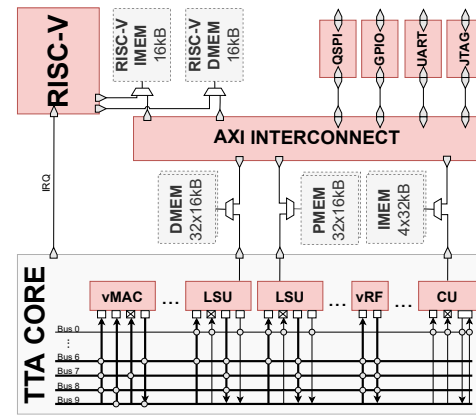 RISC-V
RISC-V
IMEM
16kB
RISC-V
DMEM
16kB
QSPI
GPIO
UART
JTAG
AXI INTERCONNECT
IRQ
DMEM
32x16kB
PMEM
32x16kB
IMEM
4x32kB
TTA CORE
vMAC
...
LSU
LSU
...
vRF
...
CU
Bus 0
...
Bus 6
Bus 7
Bus 8
Bus 9